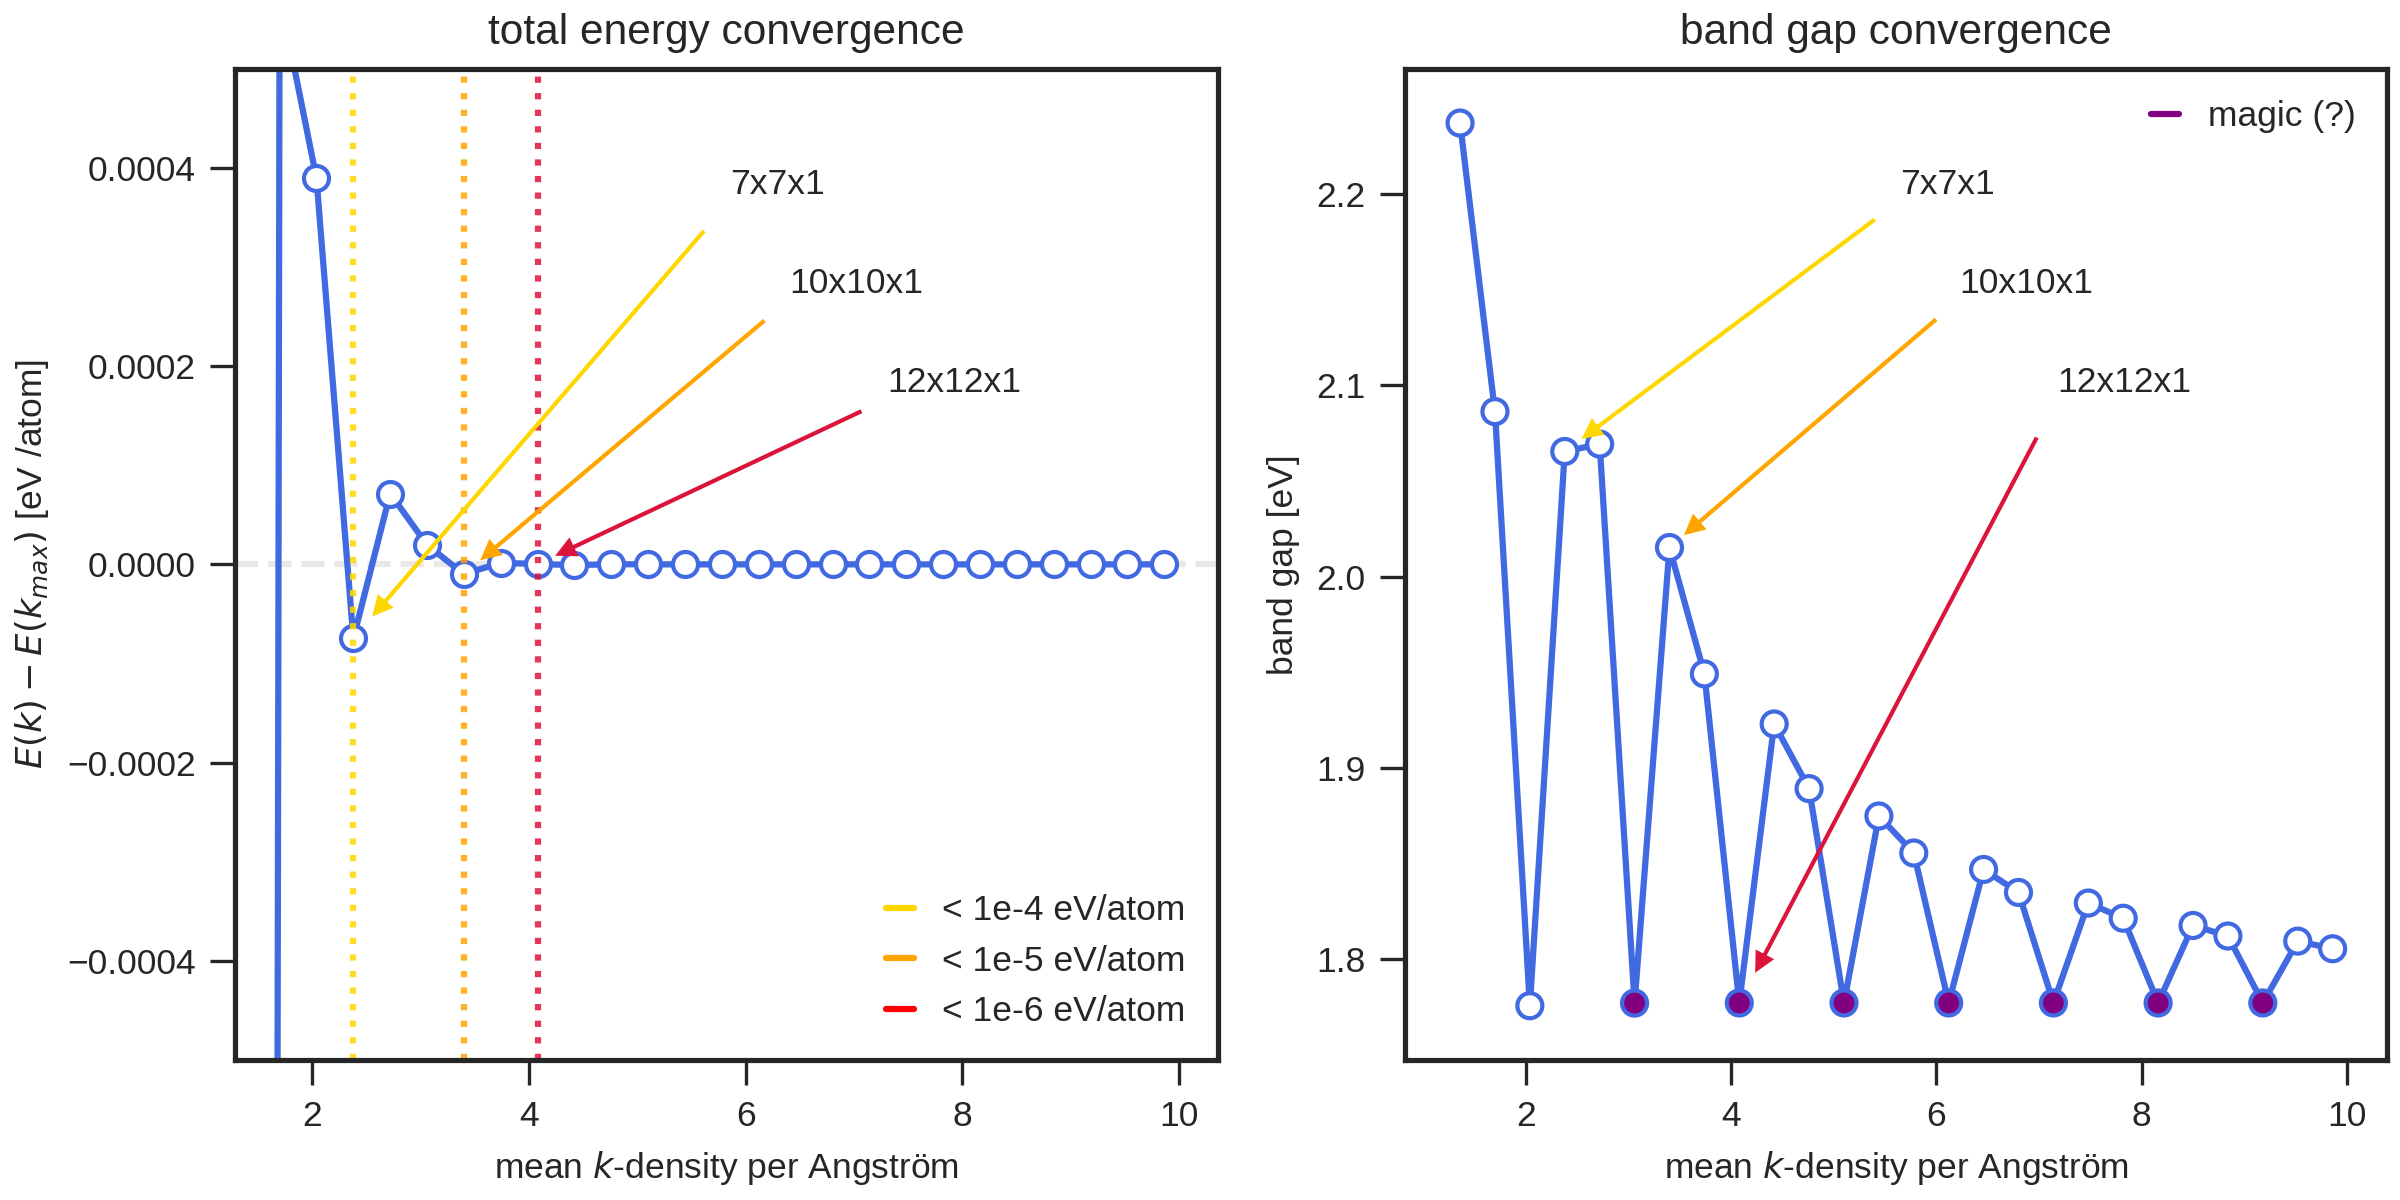 total energy convergence
E(k) − E(kmax) [eV /atom]
0.0004
0.0002
0.0000
−0.0002
−0.0004
7x7x1
10x10x1
12x12x1
< 1e-4 eV/atom
< 1e-5 eV/atom
< 1e-6 eV/atom
2 4 6 8 10
mean k-density per Angström
band gap convergence
band gap [eV]
2.2
2.1
2.0
1.9
1.8
magic (?)
7x7x1
10x10x1
12x12x1
2 4 6 8 10
mean k-density per Angström